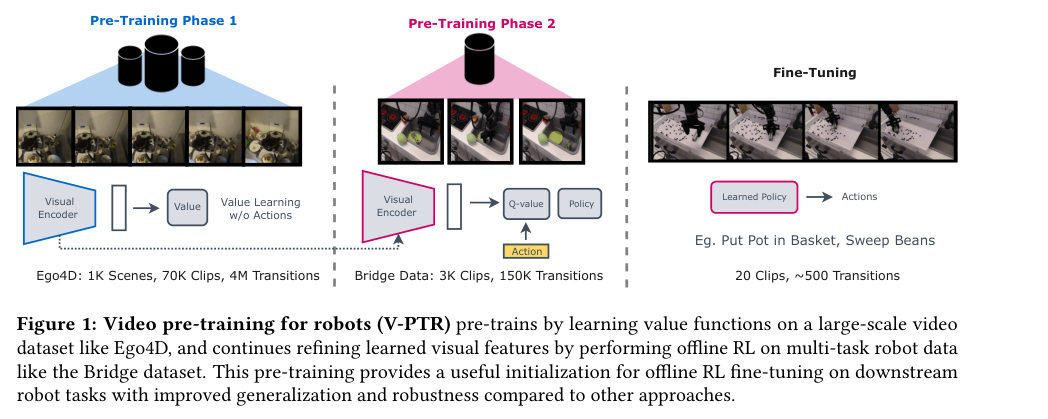 Pre-Training Phase 1
Pre-Training Phase 2
Fine-Tuning
Visual
Encoder
Value
Value Learning
w/o Actions
Visual
Encoder
Q-value
Policy
Action
Learned Policy
Actions
Eg. Put Pot in Basket, Sweep Beans
Ego4D: 1K Scenes, 70K Clips, 4M Transitions
Bridge Data: 3K Clips, 150K Transitions
20 Clips, ~500 Transitions
Figure 1: Video pre-training for robots (V-PTR) pre-trains by learning value functions on a large-scale video
dataset like Ego4D, and continues refining learned visual features by performing offline RL on multi-task robot data
like the Bridge dataset. This pre-training provides a useful initialization for offline RL fine-tuning on downstream
robot tasks with improved generalization and robustness compared to other approaches.